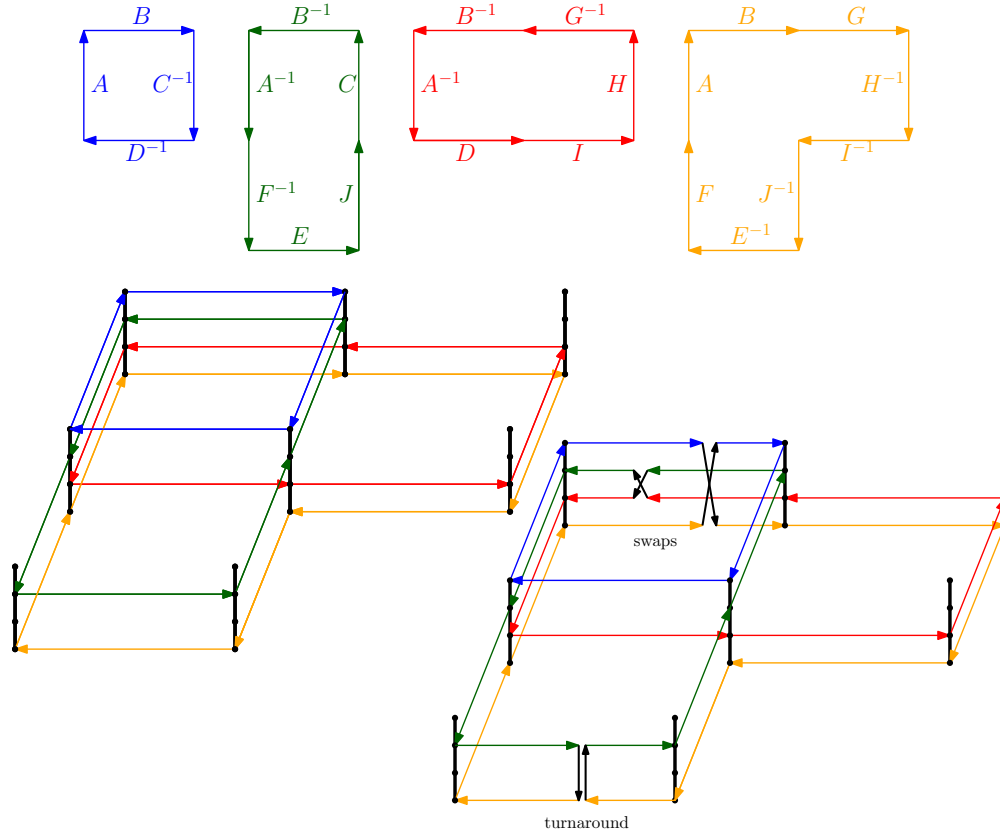 B B⁻¹ B⁻¹ G⁻¹ B G
A C⁻¹ A⁻¹ C A⁻¹ H A H⁻¹
D⁻¹ D I I⁻¹
F⁻¹ J F J⁻¹
E E⁻¹
swaps
turnaround